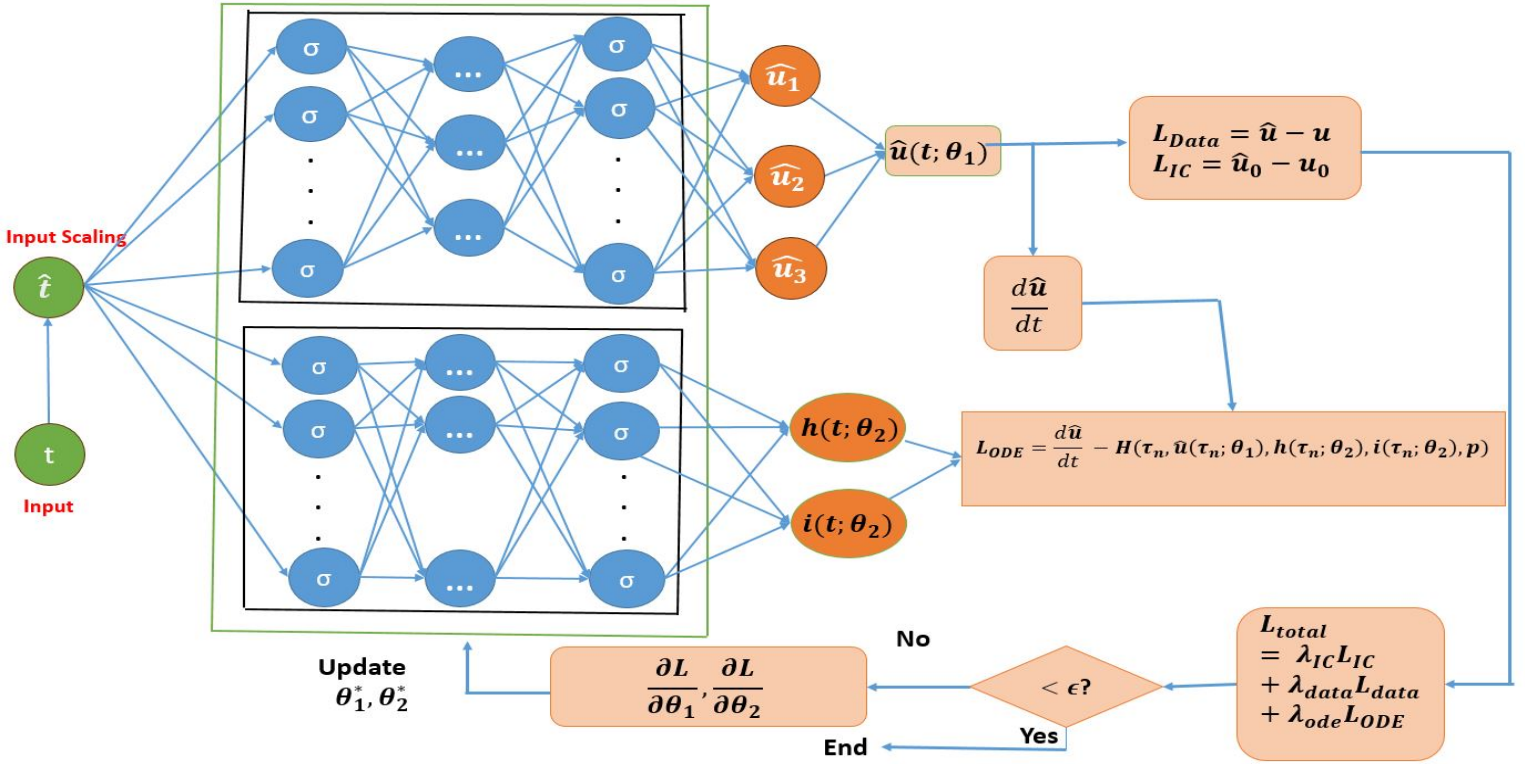 σ
...
σ
σ
...
σ
.
.
.
...
.
.
.
σ
σ
Input Scaling
t̂
t
Input
û₁
û₂
û₃
û(t;θ₁)
L_Data = û − u
L_IC = û₀ − u₀
dû/dt
σ
...
σ
σ
...
σ
.
.
.
.
.
.
σ
...
σ
h(t;θ₂)
i(t;θ₂)
L_ODE = dû/dt − H(τₙ, û(τₙ;θ₁), h(τₙ;θ₂), i(τₙ;θ₂), p)
L_total
= λ_IC L_IC
+ λ_data L_data
+ λ_ode L_ODE
< ϵ?
No
Yes
End
∂L/∂θ₁, ∂L/∂θ₂
Update
θ₁*, θ₂*